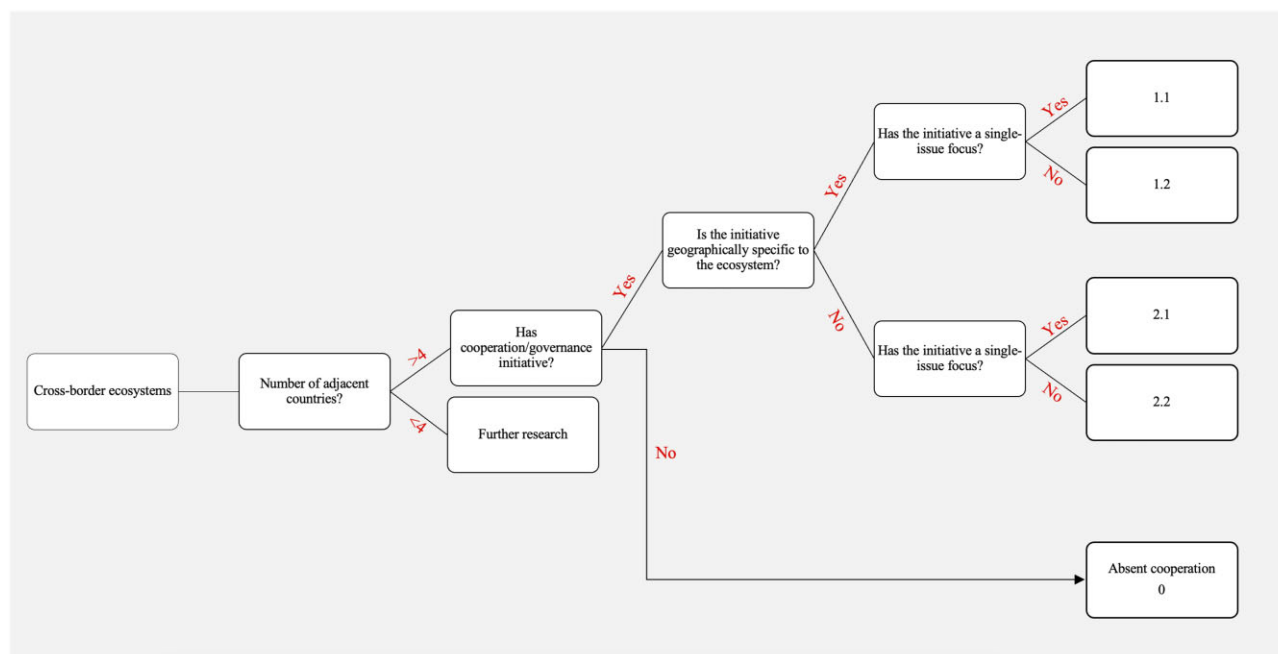 Cross-border ecosystems
Number of adjacent
countries?
>4
<4
Has
cooperation/governance
initiative?
Further research
Yes
No
Is the initiative
geographically specific to
the ecosystem?
Yes
No
Has the initiative a single-
issue focus?
Yes
No
1.1
1.2
Has the initiative a single-
issue focus?
Yes
No
2.1
2.2
Absent cooperation
0